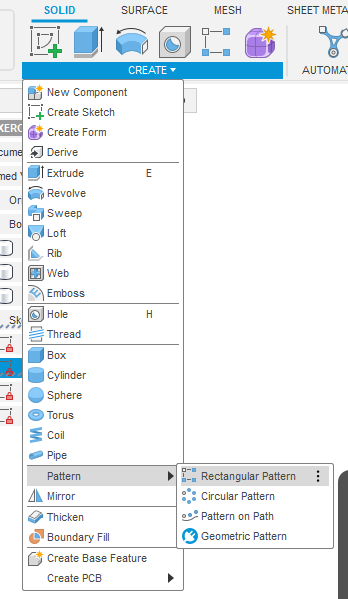 SOLID SURFACE MESH SHEET META
CREATE AUTOMAT
New Component
Create Sketch
Create Form
Derive
Extrude E
Revolve
Sweep
Loft
Rib
Web
Emboss
Hole H
Thread
Box
Cylinder
Sphere
Torus
Coil
Pipe
Pattern Rectangular Pattern
Mirror Circular Pattern
Thicken Pattern on Path
Boundary Fill Geometric Pattern
Create Base Feature
Create PCB